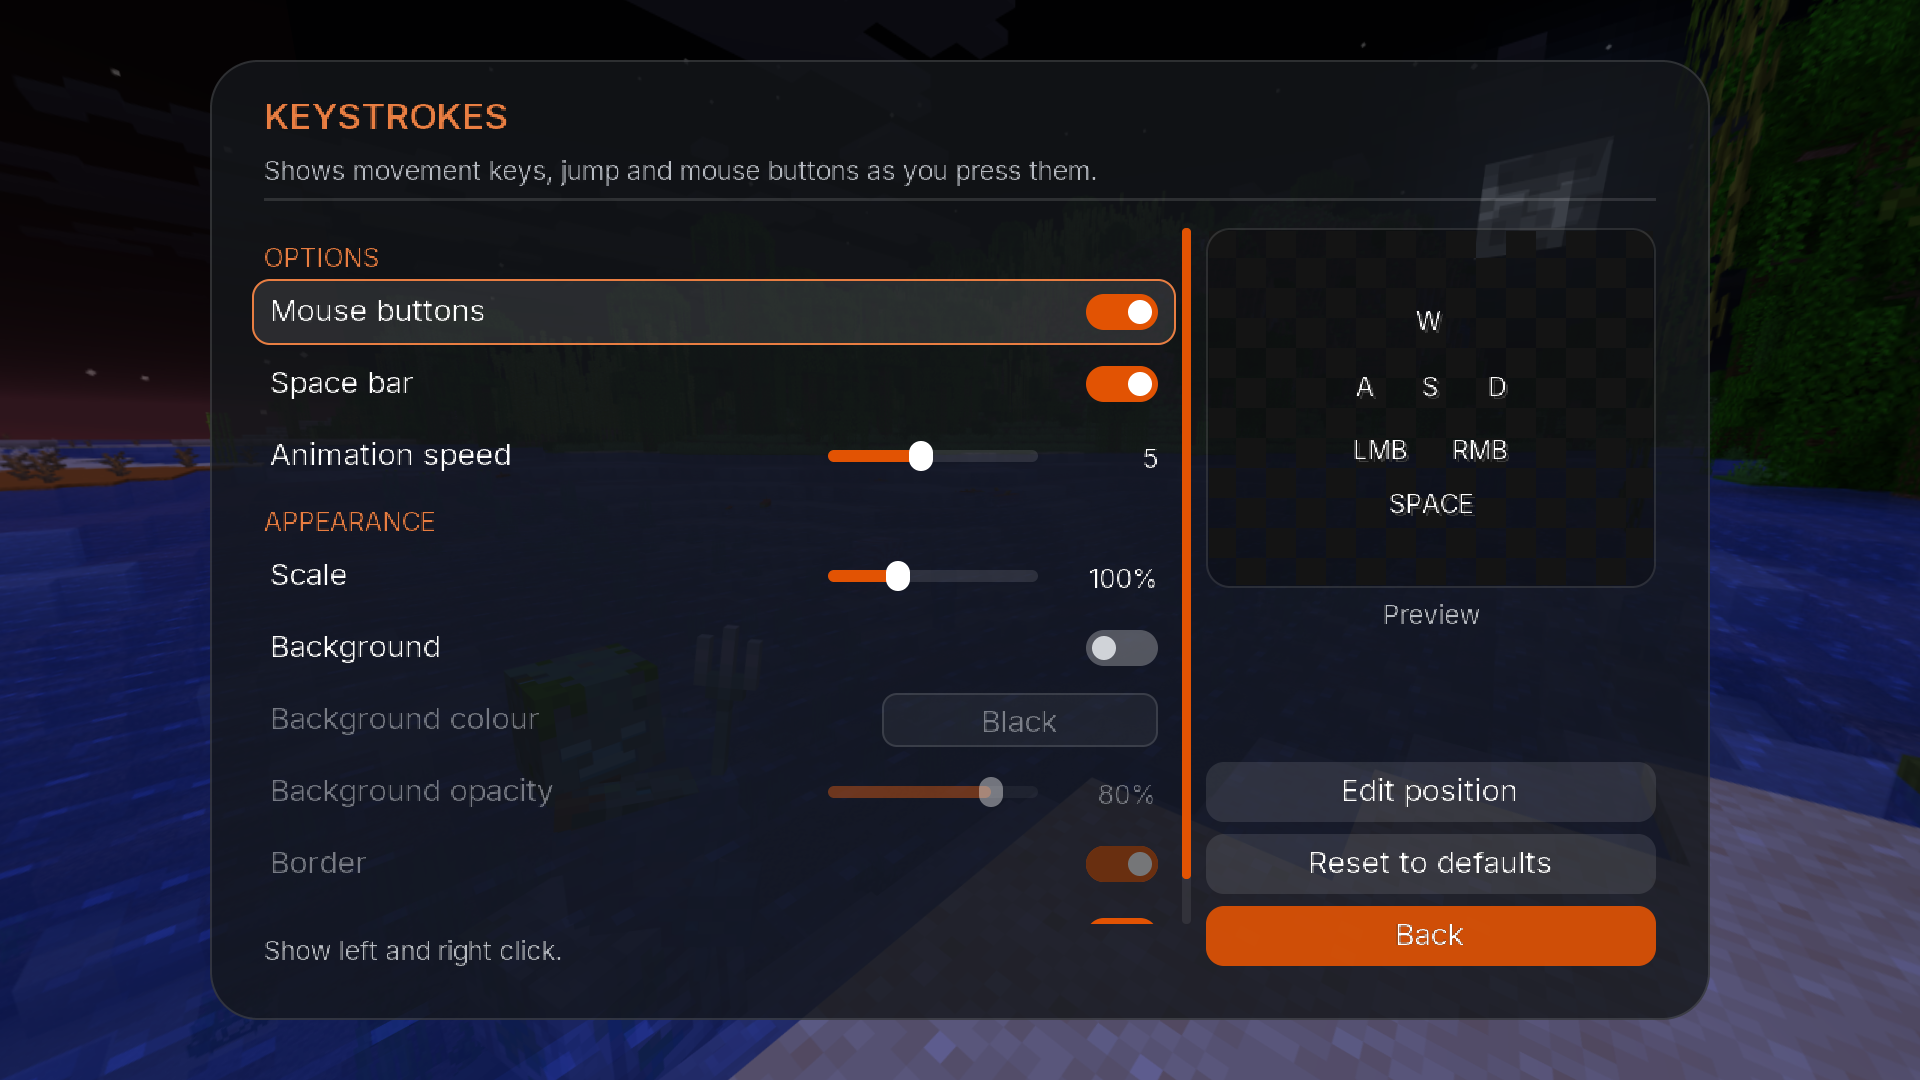 KEYSTROKES
Shows movement keys, jump and mouse buttons as you press them.
OPTIONS
Mouse buttons
Space bar
Animation speed
5
APPEARANCE
Scale
100%
Background
Background colour
Black
Background opacity
80%
Border
Show left and right click.
W
A S D
LMB RMB
SPACE
Preview
Edit position
Reset to defaults
Back